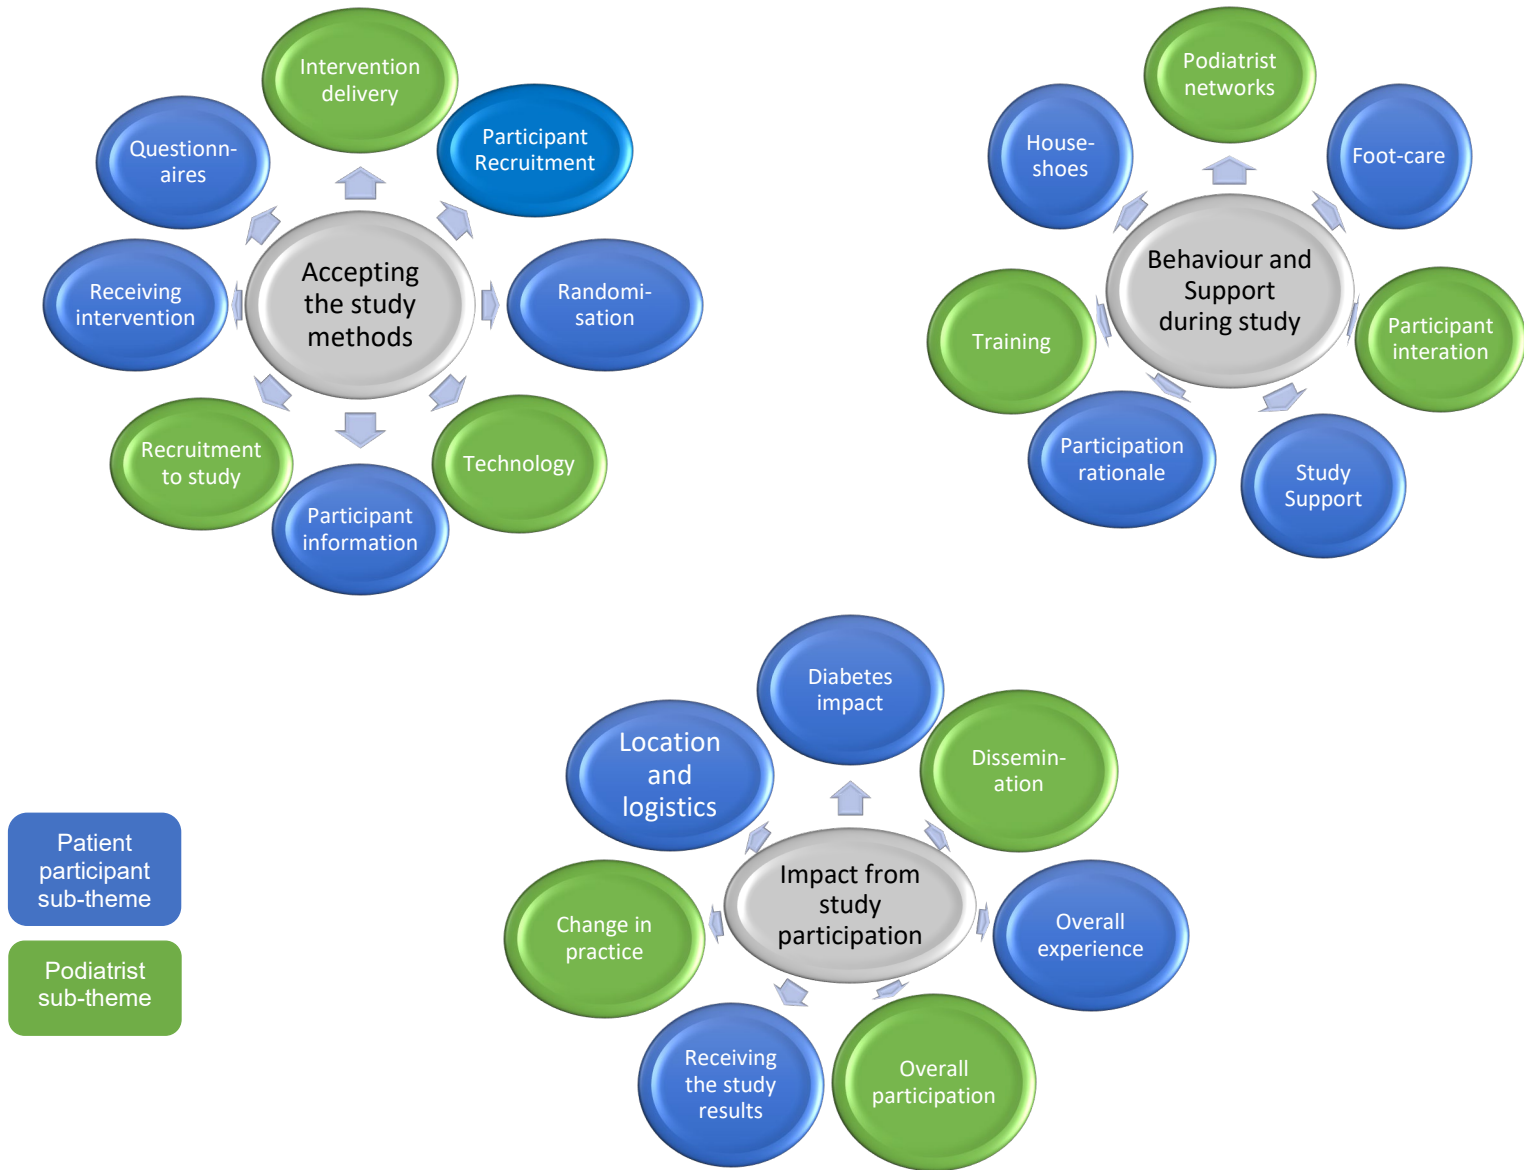 Intervention
delivery
Participant
Recruitment
Questionn-
aires
Accepting
the study
methods
Receiving
intervention
Randomi-
sation
Recruitment
to study
Technology
Participant
information
Podiatrist
networks
House-
shoes
Foot-care
Behaviour and
Support
during study
Training
Participant
interation
Participation
rationale
Study
Support
Diabetes
impact
Location
and
logistics
Dissemin-
ation
Impact from
study
participation
Change in
practice
Overall
experience
Receiving
the study
results
Overall
participation
Patient
participant
sub-theme
Podiatrist
sub-theme